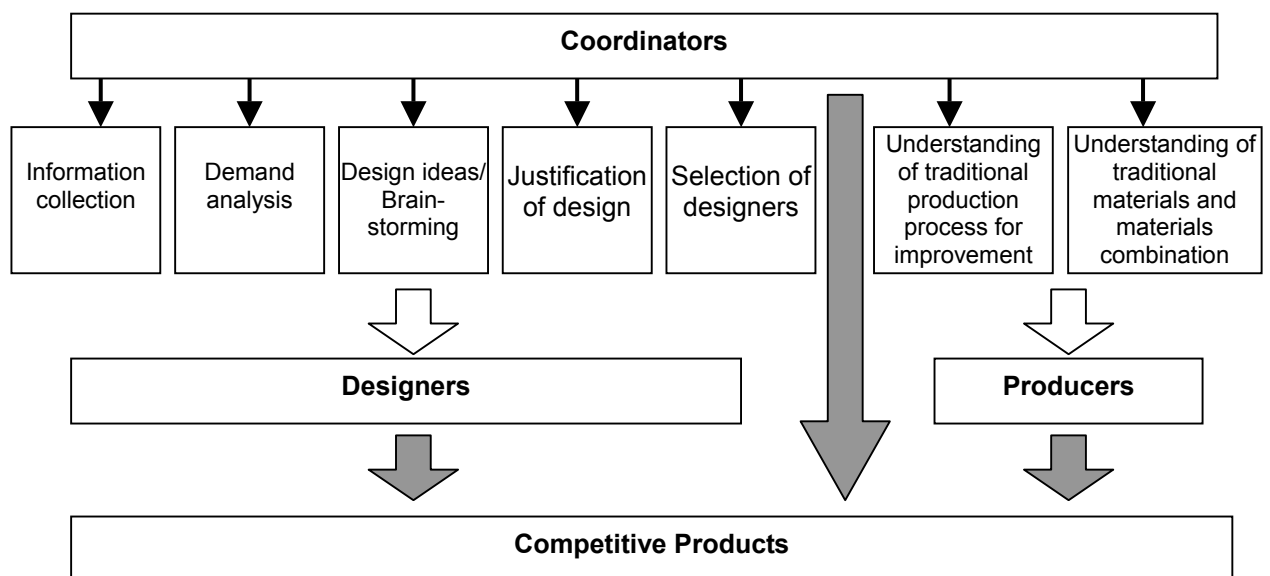 Coordinators
Information
collection
Demand
analysis
Design ideas/
Brain-
storming
Justification
of design
Selection of
designers
Understanding
of traditional
production
process for
improvement
Understanding of
traditional
materials and
materials
combination
Designers
Producers
Competitive Products